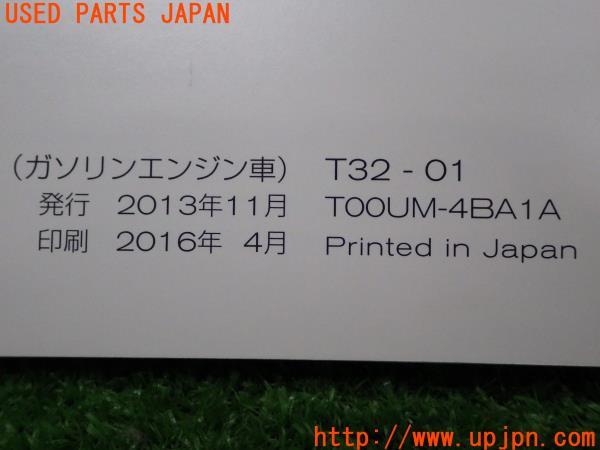 USED PARTS JAPAN
(ガソリンエンジン車) T32 - 01
発行 2013年11月 T00UM-4BA1A
印刷 2016年 4月 Printed in Japan
http://www.upjpn.com